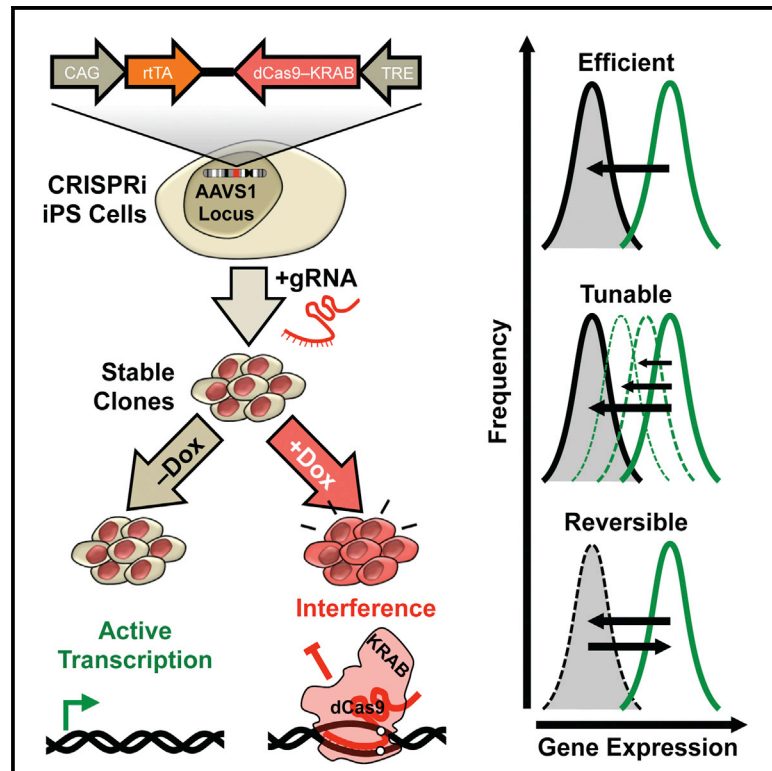 CAG rtTA dCas9–KRAB TRE
CRISPRi
iPS Cells
AAVS1
Locus
+gRNA
Stable
Clones
–Dox
+Dox
Active
Transcription
Interference
KRAB
dCas9
Frequency
Efficient
Tunable
Reversible
Gene Expression